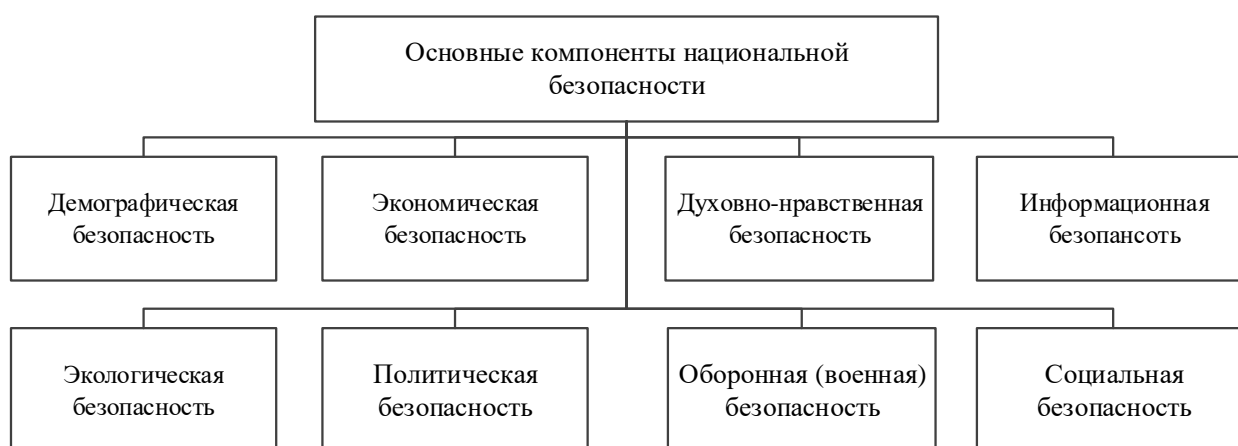 Основные компоненты национальной
безопасности
Демографическая
безопасность
Экономическая
безопасность
Духовно-нравственная
безопасность
Информационная
безопансоть
Экологическая
безопасность
Политическая
безопасность
Оборонная (военная)
безопасность
Социальная
безопасность